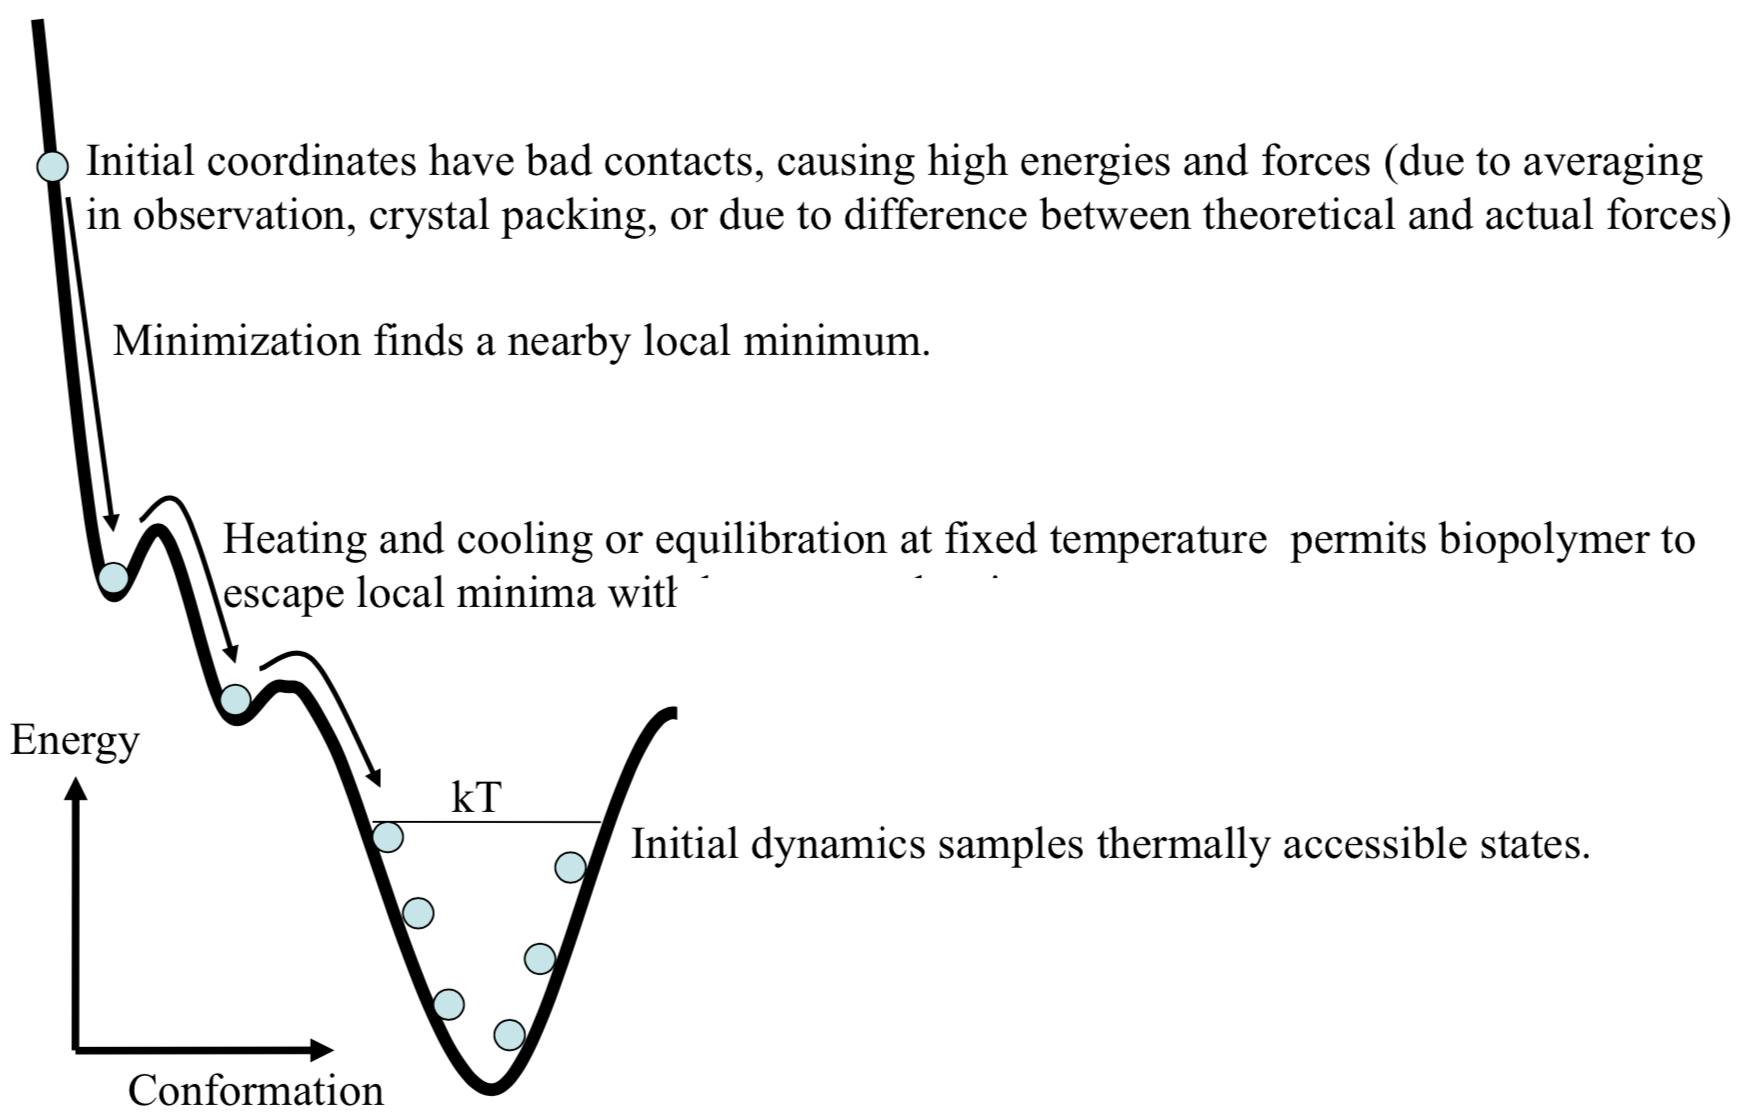 Initial coordinates have bad contacts, causing high energies and forces (due to averaging
in observation, crystal packing, or due to difference between theoretical and actual forces)
Minimization finds a nearby local minimum.
Heating and cooling or equilibration at fixed temperature  permits biopolymer to
escape local minima
Energy
kT
Initial dynamics samples thermally accessible states.
Conformation